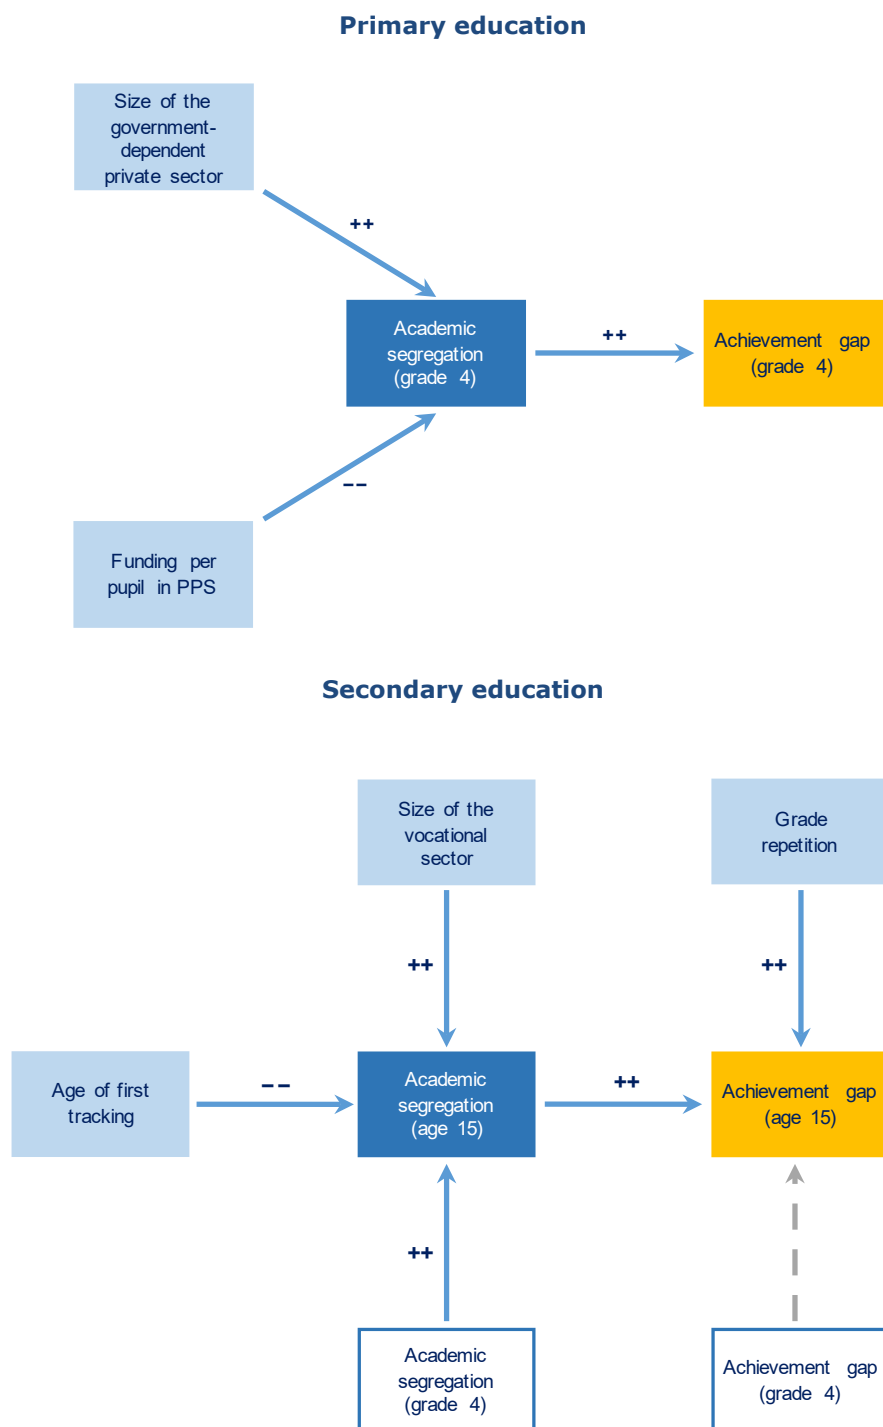 Primary education
Size of the
government-
dependent
private sector
++
Academic
segregation
(grade 4)
++
Achievement gap
(grade 4)
--
Funding per
pupil in PPS
Secondary education
Size of the
vocational
sector
Grade
repetition
++
++
Age of first
tracking
--
Academic
segregation
(age 15)
++
Achievement gap
(age 15)
++
Academic
segregation
(grade 4)
Achievement gap
(grade 4)